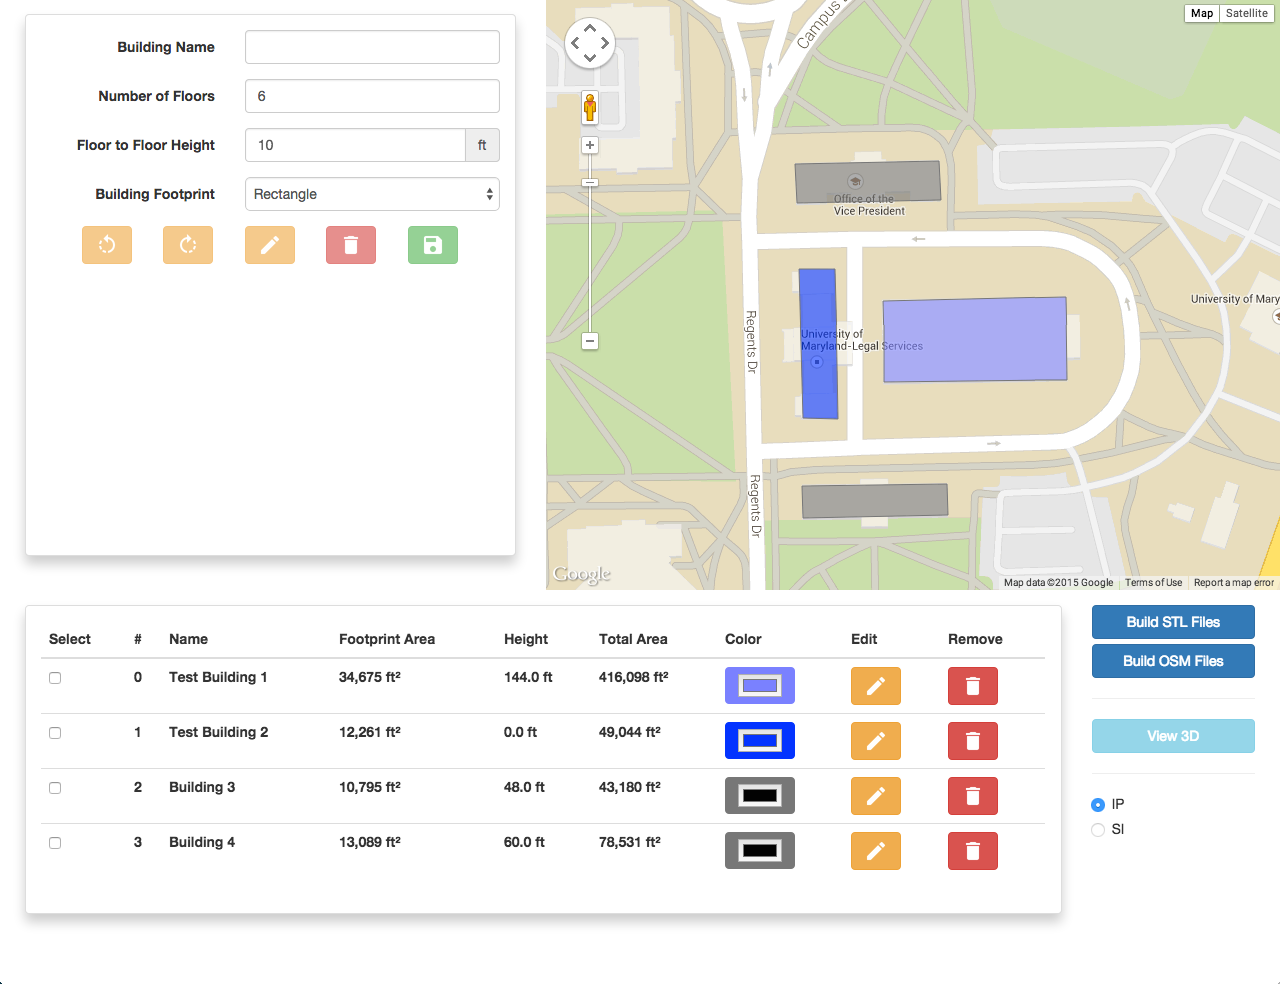 Building Name
Number of Floors 6
Floor to Floor Height 10 ft
Building Footprint Rectangle
Map Satellite
Campus
Office of the
Vice President
University of Mary
University of
Maryland-Legal Services
Regents Dr
Regents Dr
Google
Map data ©2015 Google Terms of Use Report a map error
Select # Name Footprint Area Height Total Area Color Edit Remove
0 Test Building 1 34,675 ft² 144.0 ft 416,098 ft²
1 Test Building 2 12,261 ft² 0.0 ft 49,044 ft²
2 Building 3 10,795 ft² 48.0 ft 43,180 ft²
3 Building 4 13,089 ft² 60.0 ft 78,531 ft²
Build STL Files
Build OSM Files
View 3D
IP
SI